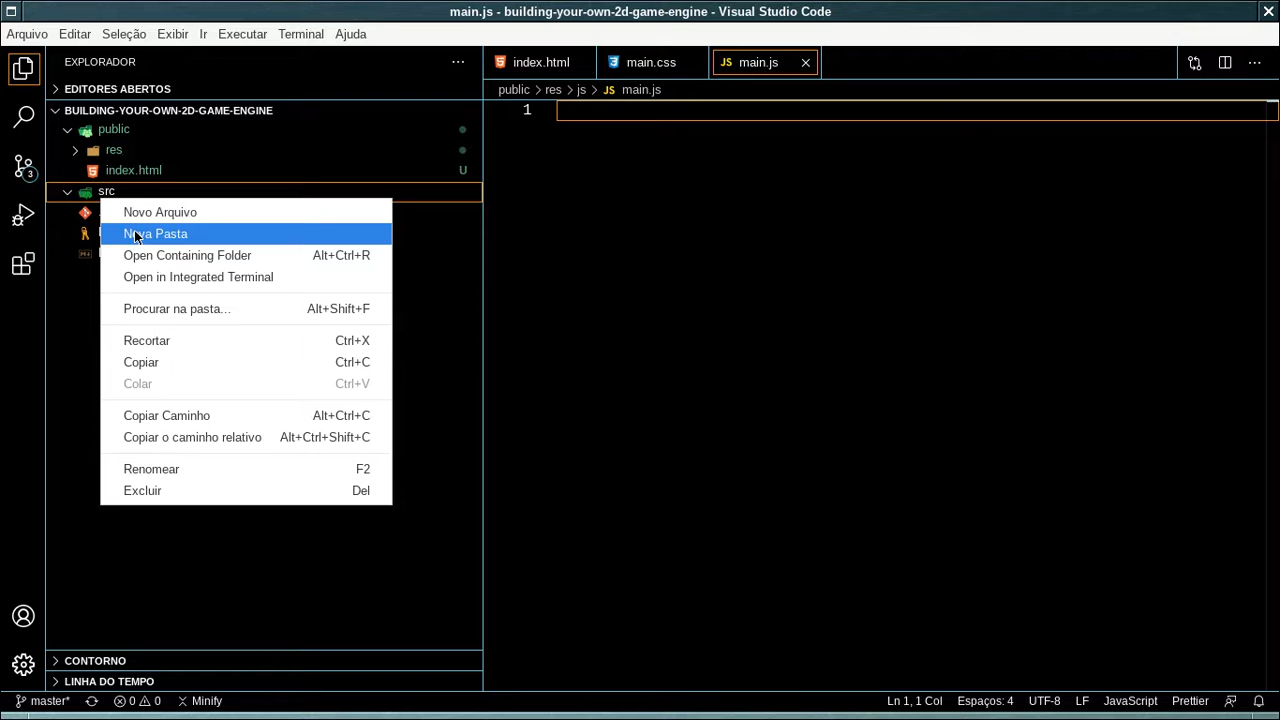 main.js - building-your-own-2d-game-engine - Visual Studio Code
Arquivo Editar Seleção Exibir Ir Executar Terminal Ajuda
EXPLORADOR
EDITORES ABERTOS
BUILDING-YOUR-OWN-2D-GAME-ENGINE
public
res
index.html U
src
3
Novo Arquivo
Nova Pasta
Open Containing Folder Alt+Ctrl+R
Open in Integrated Terminal
Procurar na pasta... Alt+Shift+F
Recortar Ctrl+X
Copiar Ctrl+C
Colar Ctrl+V
Copiar Caminho Alt+Ctrl+C
Copiar o caminho relativo Alt+Ctrl+Shift+C
Renomear F2
Excluir Del
CONTORNO
LINHA DO TEMPO
index.html main.css JS main.js
public res js JS main.js
1
master* 0 0 Minify Ln 1, 1 Col Espaços: 4 UTF-8 LF JavaScript Prettier